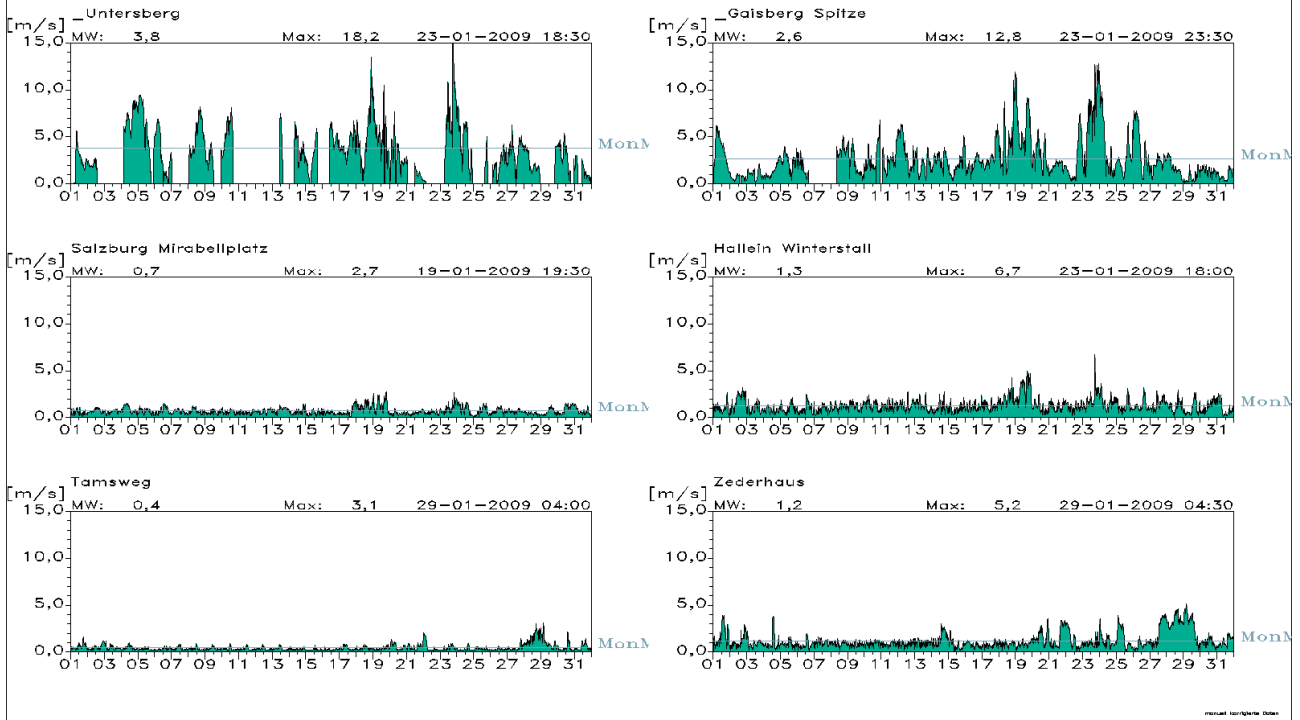 _Untersberg
[m/s] MW: 3,8 Max: 18,2 23-01-2009 18:30
15,0
10,0
5,0
MonM
0,0
01 03 05 07 09 11 13 15 17 19 21 23 25 27 29 31
_Gaisberg Spitze
[m/s] MW: 2,6 Max: 12,8 23-01-2009 23:30
15,0
10,0
5,0
MonM
0,0
01 03 05 07 09 11 13 15 17 19 21 23 25 27 29 31
Salzburg Mirabellplatz
[m/s] MW: 0,7 Max: 2,7 19-01-2009 19:30
15,0
10,0
5,0
MonM
0,0
01 03 05 07 09 11 13 15 17 19 21 23 25 27 29 31
Hallein Winterstall
[m/s] MW: 1,3 Max: 6,7 23-01-2009 18:00
15,0
10,0
5,0
MonM
0,0
01 03 05 07 09 11 13 15 17 19 21 23 25 27 29 31
Tamsweg
[m/s] MW: 0,4 Max: 3,1 29-01-2009 04:00
15,0
10,0
5,0
MonM
0,0
01 03 05 07 09 11 13 15 17 19 21 23 25 27 29 31
Zederhaus
[m/s] MW: 1,2 Max: 5,2 29-01-2009 04:30
15,0
10,0
5,0
MonM
0,0
01 03 05 07 09 11 13 15 17 19 21 23 25 27 29 31
manuell korrigierte Daten